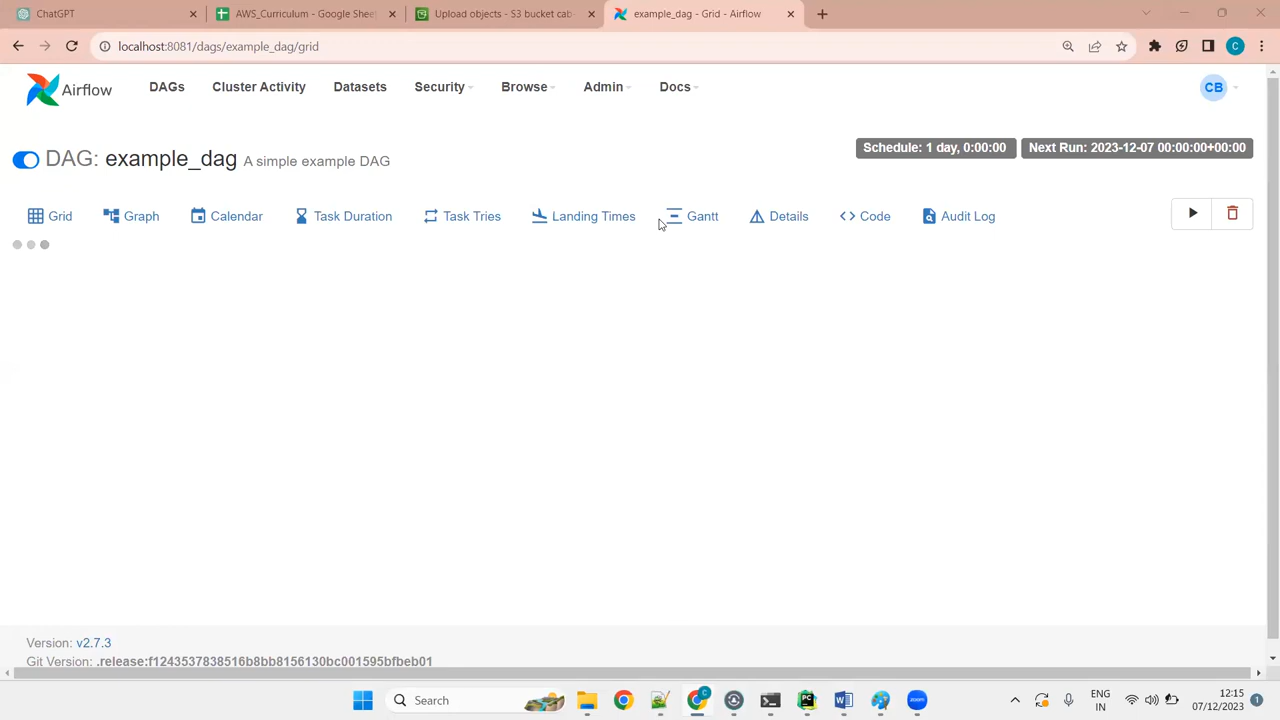 ChatGPT
AWS_Curriculum - Google Sheet
Upload objects - S3 bucket cab
example_dag - Grid - Airflow
localhost:8081/dags/example_dag/grid
C
Airflow
DAGs
Cluster Activity
Datasets
Security
Browse
Admin
Docs
CB
DAG: example_dag A simple example DAG
Schedule: 1 day, 0:00:00
Next Run: 2023-12-07 00:00:00+00:00
Grid
Graph
Calendar
Task Duration
Task Tries
Landing Times
Gantt
Details
Code
Audit Log
Version: v2.7.3
Git Version: .release:f1243537838516b8bb8156130bc001595bfbeb01
Search
ENG
IN
12:15
07/12/2023
1